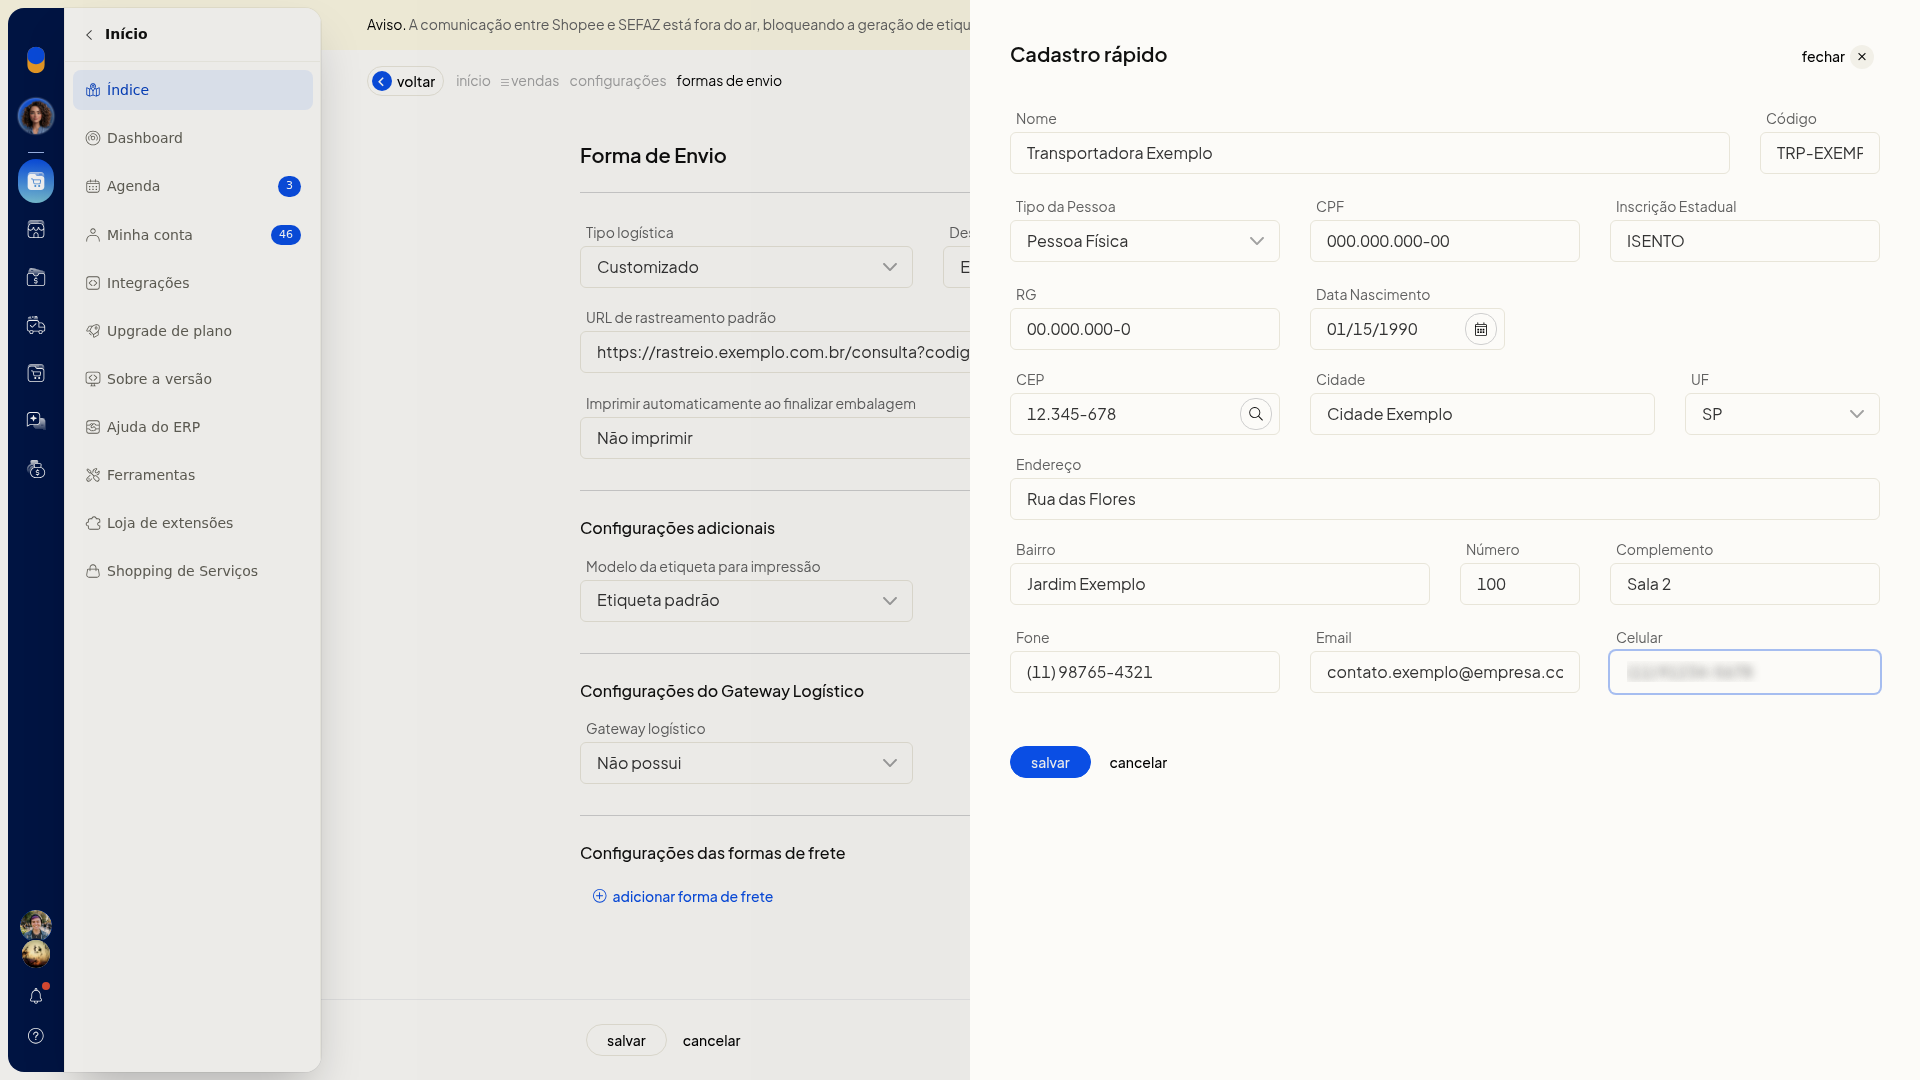 Início
Índice
Dashboard
Agenda
3
Minha conta
46
Integrações
Upgrade de plano
Sobre a versão
Ajuda do ERP
Ferramentas
Loja de extensões
Shopping de Serviços
Aviso. A comunicação entre Shopee e SEFAZ está fora do ar, bloqueando a geração de etiqu
voltar
início
vendas
configurações
formas de envio
Forma de Envio
Tipo logística
Des
Customizado
E
URL de rastreamento padrão
https://rastreio.exemplo.com.br/consulta?codig
Imprimir automaticamente ao finalizar embalagem
Não imprimir
Configurações adicionais
Modelo da etiqueta para impressão
Etiqueta padrão
Configurações do Gateway Logístico
Gateway logístico
Não possui
Configurações das formas de frete
adicionar forma de frete
salvar
cancelar
Cadastro rápido
fechar
Nome
Código
Transportadora Exemplo
TRP-EXEMP
Tipo da Pessoa
CPF
Inscrição Estadual
Pessoa Física
000.000.000-00
ISENTO
RG
Data Nascimento
00.000.000-0
01/15/1990
CEP
Cidade
UF
12.345-678
Cidade Exemplo
SP
Endereço
Rua das Flores
Bairro
Número
Complemento
Jardim Exemplo
100
Sala 2
Fone
Email
Celular
(11) 98765-4321
contato.exemplo@empresa.cc
salvar
cancelar